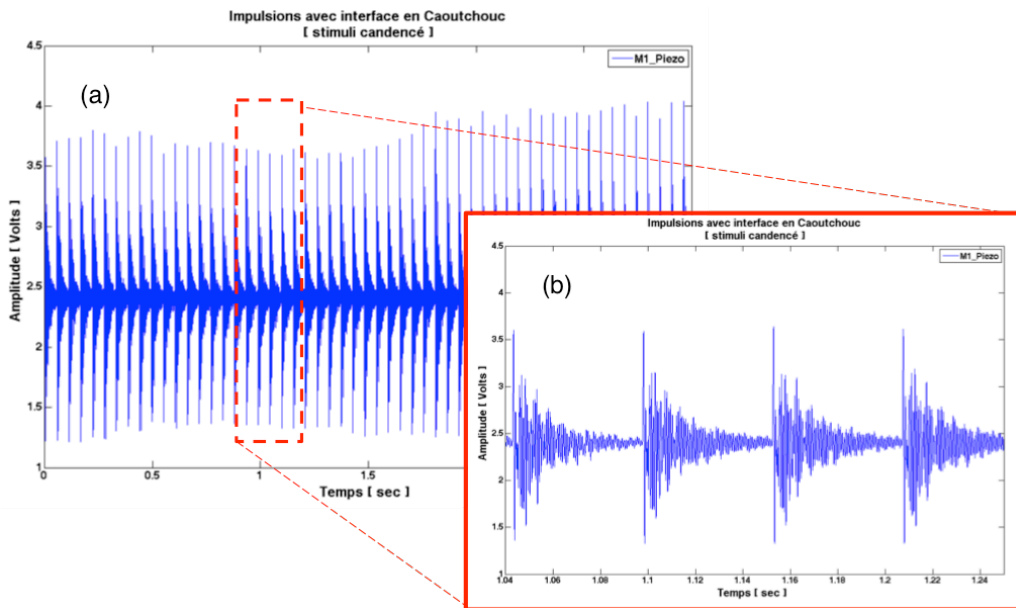 Impulsions avec interface en Caoutchouc
[ stimuli candencé ]
M1_Piezo
(a)
4.5
4
3.5
3
2.5
2
1.5
1
Amplitude [ Volts ]
0
0.5
1
1.5
Temps [ sec ]
Impulsions avec interface en Caoutchouc
[ stimuli candencé ]
M1_Piezo
(b)
4.5
4
3.5
3
2.5
2
1.5
1
Amplitude [ Volts ]
1.04
1.06
1.08
1.1
1.12
1.14
1.16
1.18
1.2
1.22
1.24
Temps [ sec ]